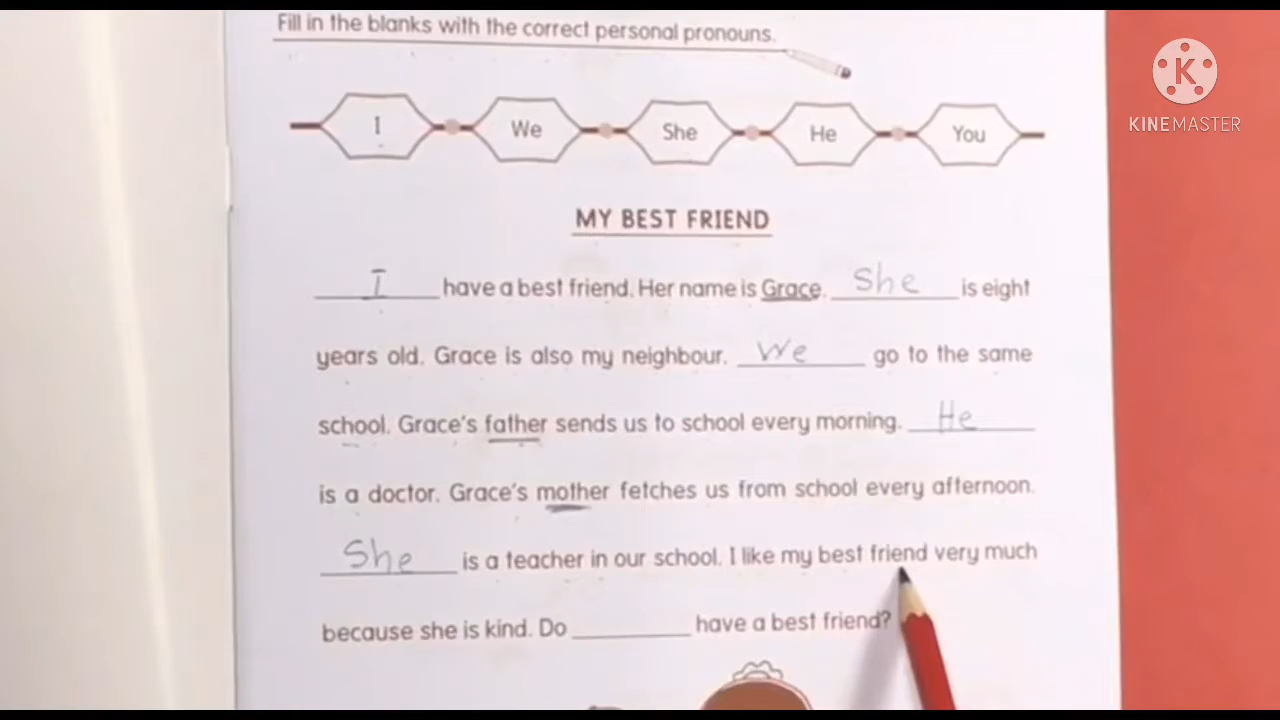 Fill in the blanks with the correct personal pronouns.
K
KINEMASTER
I We She He You
MY BEST FRIEND
I have a best friend. Her name is Grace. She is eight
years old. Grace is also my neighbour. We go to the same
school. Grace's father sends us to school every morning. He
is a doctor. Grace's mother fetches us from school every afternoon.
She is a teacher in our school. I like my best friend very much
because she is kind. Do ________ have a best friend?